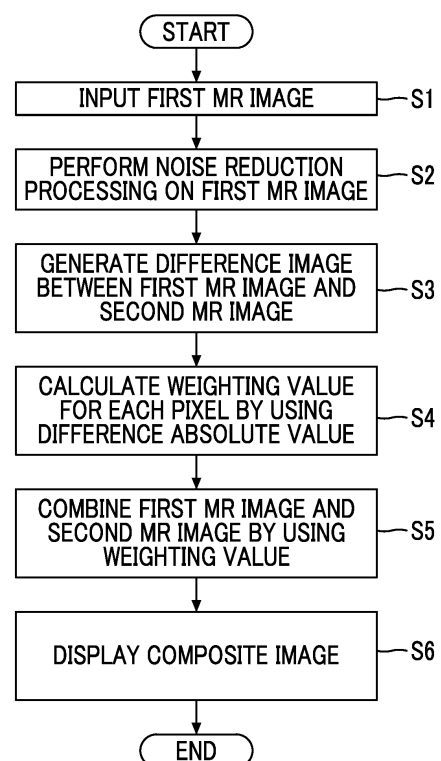 START
INPUT FIRST MR IMAGE
S1
PERFORM NOISE REDUCTION
PROCESSING ON FIRST MR IMAGE
S2
GENERATE DIFFERENCE IMAGE
BETWEEN FIRST MR IMAGE AND
SECOND MR IMAGE
S3
CALCULATE WEIGHTING VALUE
FOR EACH PIXEL BY USING
DIFFERENCE ABSOLUTE VALUE
S4
COMBINE FIRST MR IMAGE AND
SECOND MR IMAGE BY USING
WEIGHTING VALUE
S5
DISPLAY COMPOSITE IMAGE
S6
END